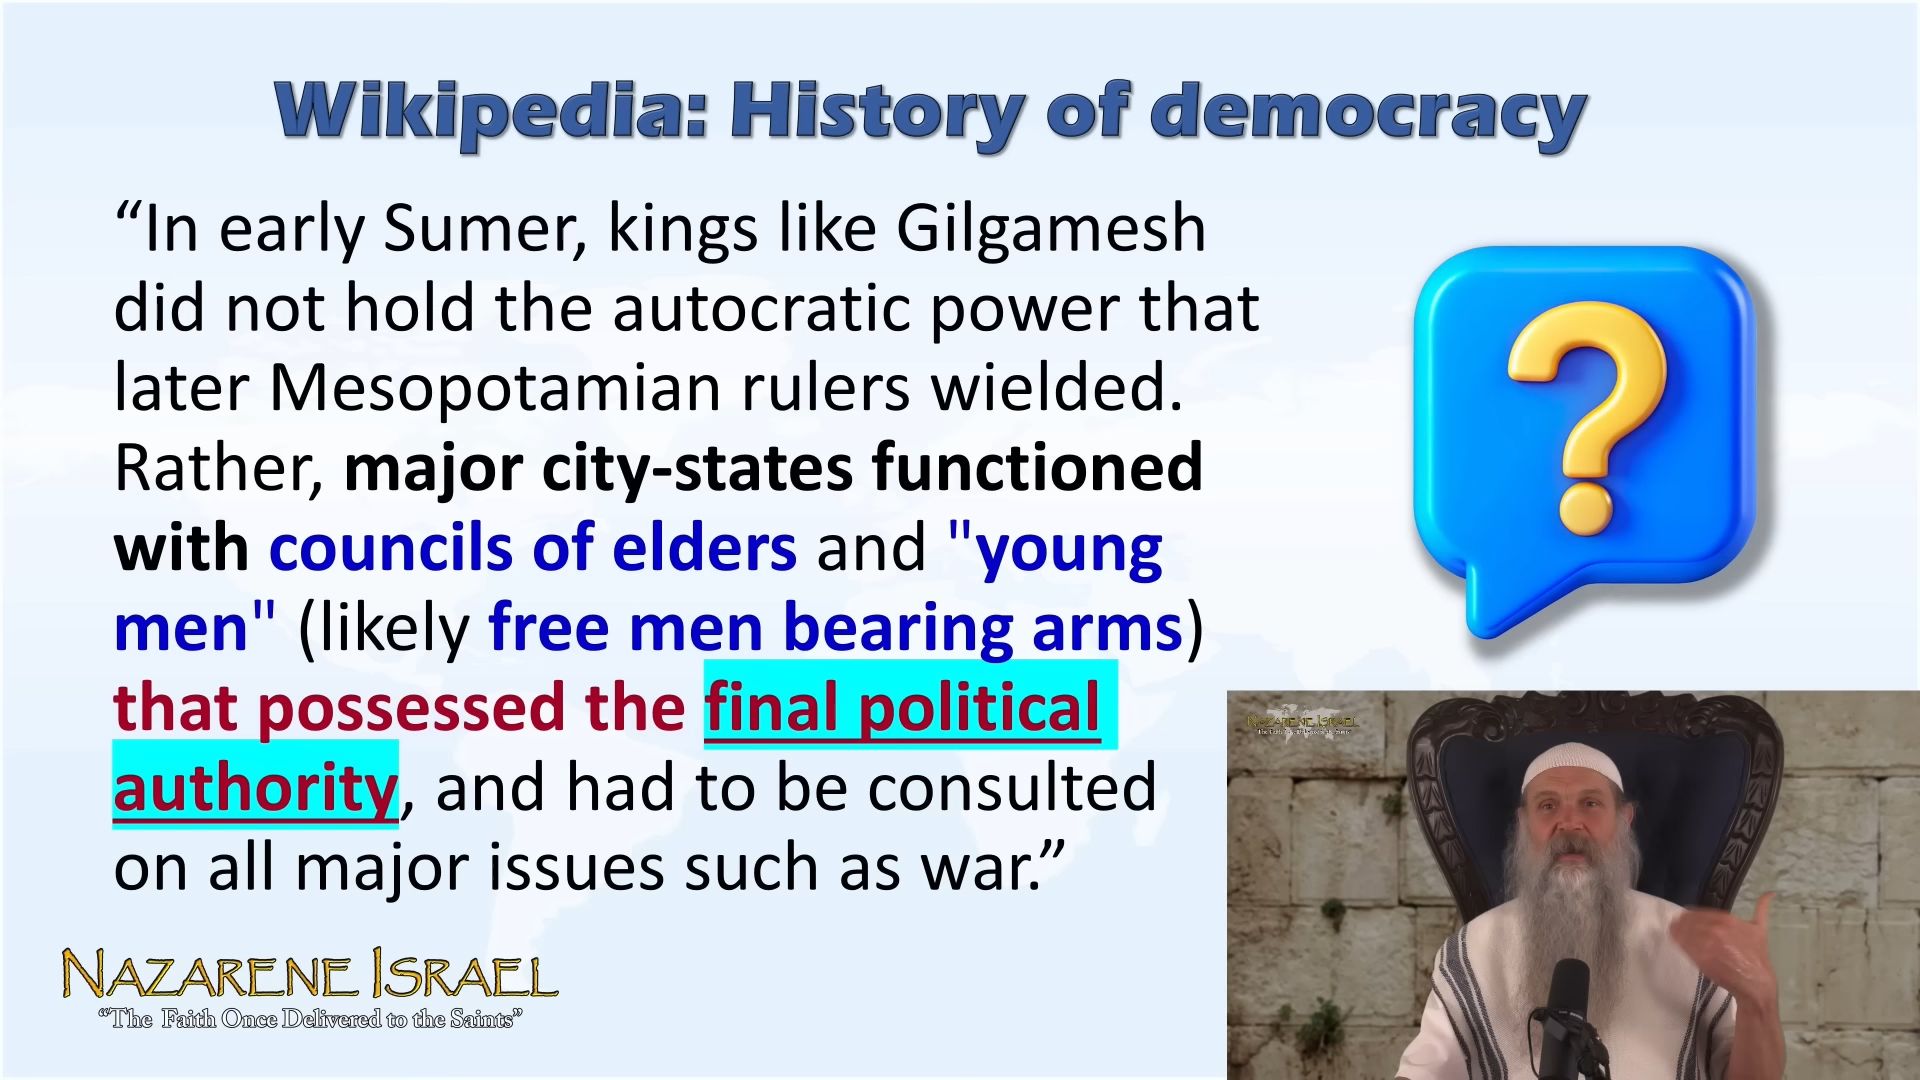 Wikipedia: History of democracy
“In early Sumer, kings like Gilgamesh
did not hold the autocratic power that
later Mesopotamian rulers wielded.
Rather, major city-states functioned
with councils of elders and "young
men" (likely free men bearing arms)
that possessed the final political
authority, and had to be consulted
on all major issues such as war.”
?
NAZARENE ISRAEL
“The Faith Once Delivered to the Saints”
NAZARENE ISRAEL